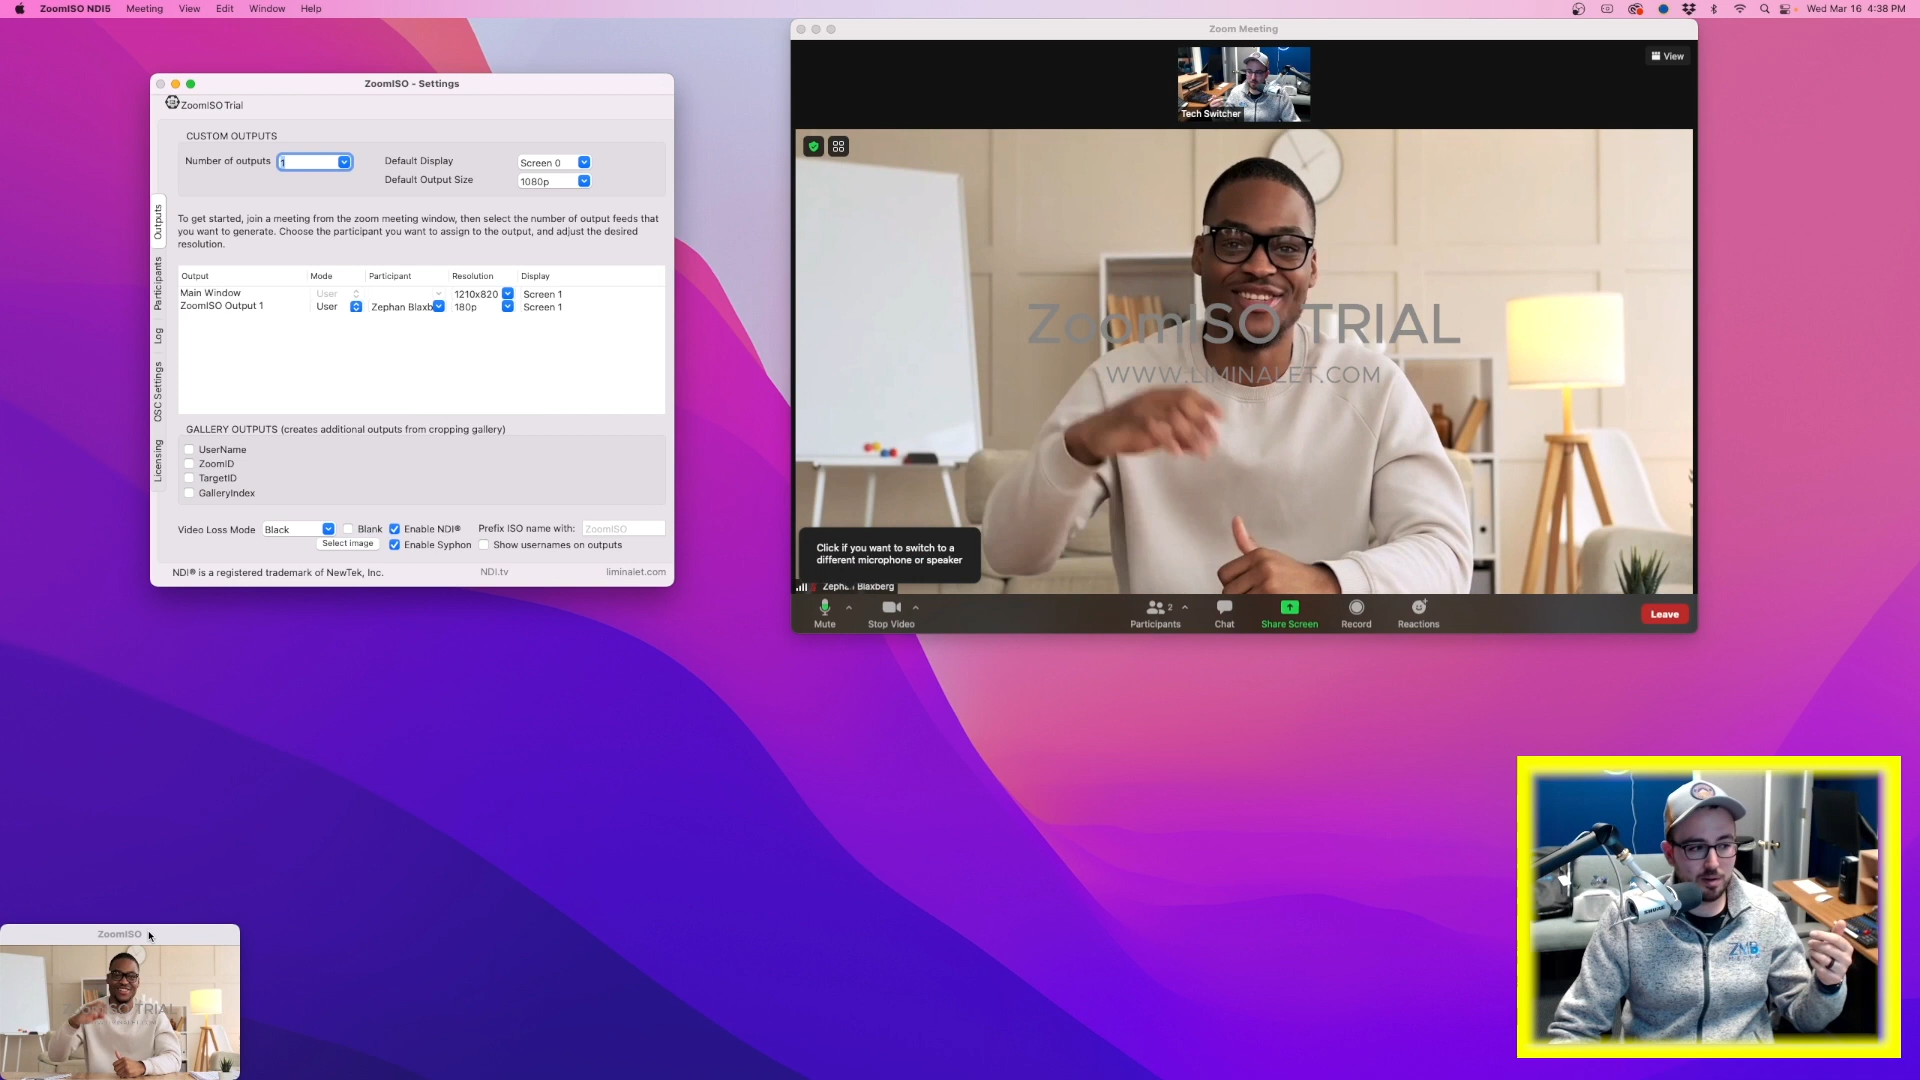 ZoomISO NDI5 Meeting View Edit Window Help
Wed Mar 16 4:38 PM
ZoomISO - Settings
ZoomISO Trial
CUSTOM OUTPUTS
Number of outputs 1
Default Display Screen 0
Default Output Size 1080p
Outputs
Participants
Log
OSC Settings
Licensing
To get started, join a meeting from the zoom meeting window, then select the number of output feeds that
you want to generate. Choose the participant you want to assign to the output, and adjust the desired
resolution.
Output Mode Participant Resolution Display
Main Window User 1210x820 Screen 1
ZoomISO Output 1 User Zephan Blaxb 180p Screen 1
GALLERY OUTPUTS (creates additional outputs from cropping gallery)
UserName
ZoomID
TargetID
GalleryIndex
Video Loss Mode Black Blank Enable NDI® Prefix ISO name with: ZoomISO
Select image Enable Syphon Show usernames on outputs
NDI® is a registered trademark of NewTek, Inc. NDI.tv liminalet.com
Zoom Meeting
View
Tech Switcher
ZoomISO TRIAL
WWW.LIMINALET.COM
Click if you want to switch to a
different microphone or speaker
Zephan Blaxberg
Mute Stop Video Participants 2 Chat Share Screen Record Reactions Leave
ZoomISO
ZoomISO TRIAL
SHURE
ZMB